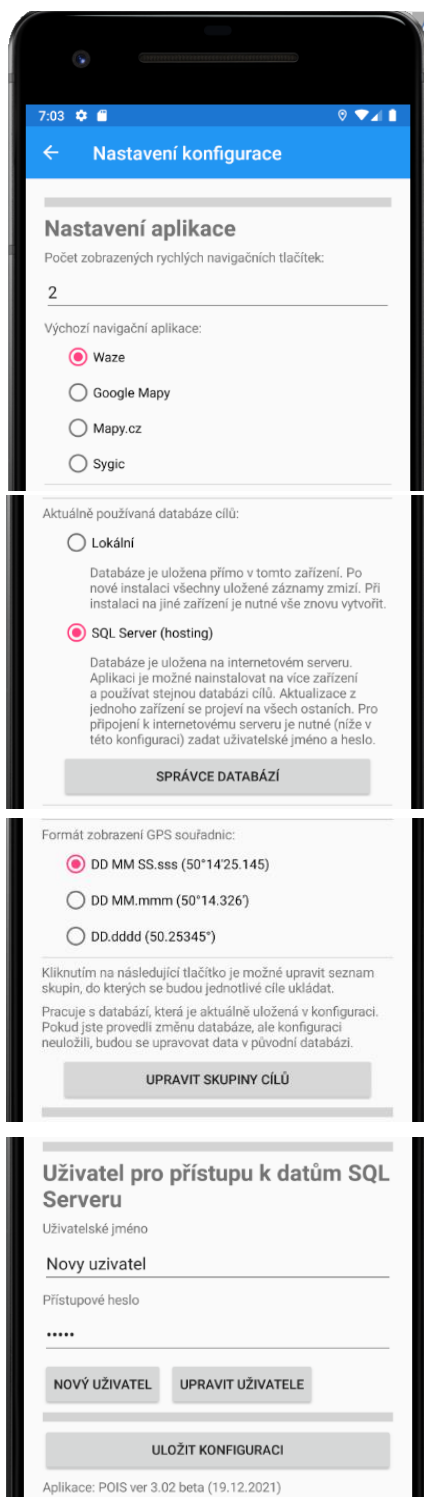 7:03
Nastavení konfigurace
Nastavení aplikace
Počet zobrazených rychlých navigačních tlačítek:
2
Výchozí navigační aplikace:
Waze
Google Mapy
Mapy.cz
Sygic
Aktuálně používaná databáze cílů:
Lokální
Databáze je uložena přímo v tomto zařízení. Po
nové instalaci všechny uložené záznamy zmizí. Při
instalaci na jiné zařízení je nutné vše znovu vytvořit.
SQL Server (hosting)
Databáze je uložena na internetovém serveru.
Aplikaci je možné nainstalovat na více zařízení
a používat stejnou databázi cílů. Aktualizace z
jednoho zařízení se projeví na všech ostaních. Pro
připojení k internetovému serveru je nutné (níže v
této konfiguraci) zadat uživatelské jméno a heslo.
SPRÁVCE DATABÁZÍ
Formát zobrazení GPS souřadnic:
DD MM SS.sss (50°14'25.145)
DD MM.mmm (50°14.326')
DD.dddd (50.25345°)
Kliknutím na následující tlačítko je možné upravit seznam
skupin, do kterých se budou jednotlivé cíle ukládat.
Pracuje s databází, která je aktuálně uložená v konfiguraci.
Pokud jste provedli změnu databáze, ale konfiguraci
neuložili, budou se upravovat data v původní databázi.
UPRAVIT SKUPINY CÍLŮ
Uživatel pro přístupu k datům SQL
Serveru
Uživatelské jméno
Novy uzivatel
Přístupové heslo
•••••
NOVÝ UŽIVATEL UPRAVIT UŽIVATELE
ULOŽIT KONFIGURACI
Aplikace: POIS ver 3.02 beta (19.12.2021)